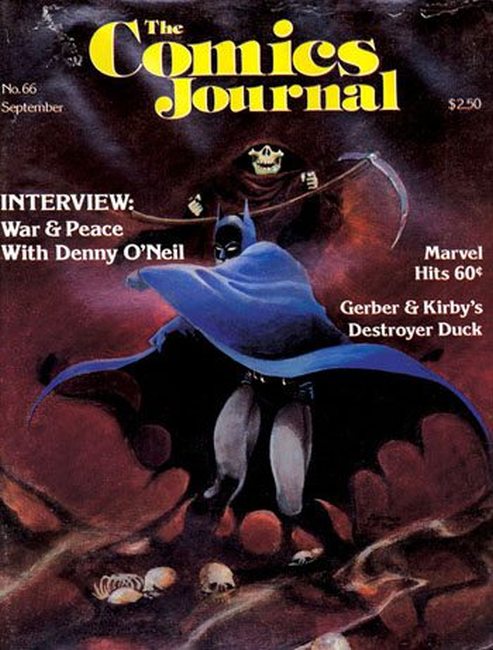 The
Comics
Journal
No.66
September
$2.50
INTERVIEW:
War & Peace
With Denny O'Neil
Marvel
Hits 60¢
Gerber & Kirby's
Destroyer Duck